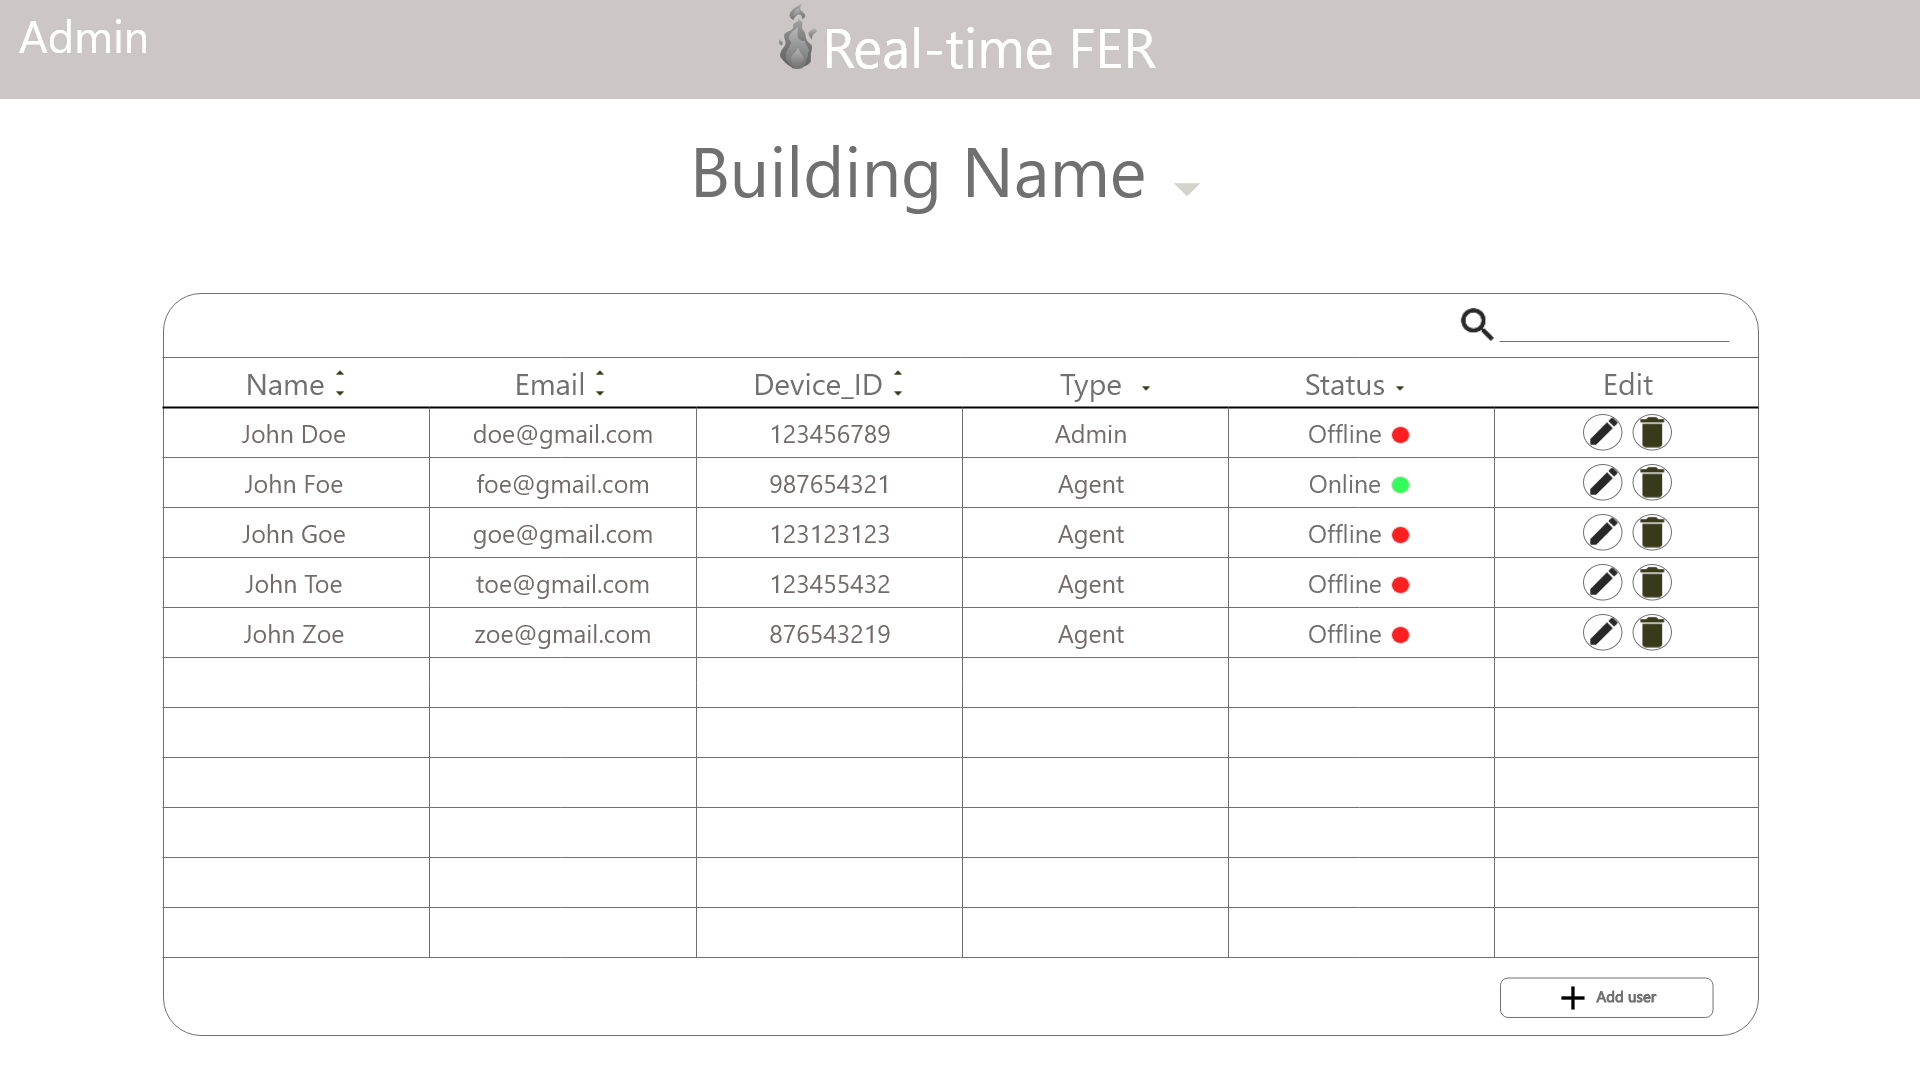 Admin
Real-time FER
Building Name
Name Email Device_ID Type Status Edit
John Doe doe@gmail.com 123456789 Admin Offline
John Foe foe@gmail.com 987654321 Agent Online
John Goe goe@gmail.com 123123123 Agent Offline
John Toe toe@gmail.com 123455432 Agent Offline
John Zoe zoe@gmail.com 876543219 Agent Offline
Add user